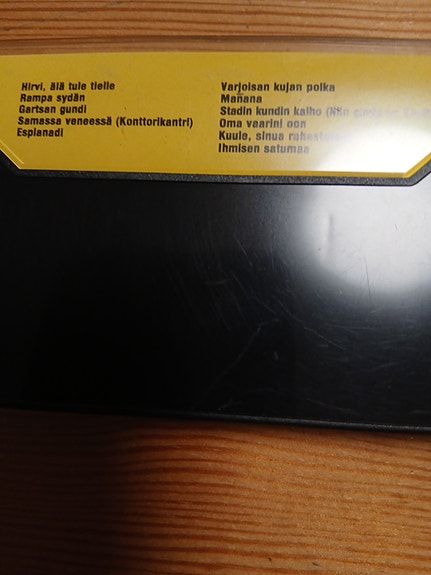 Hirvi, älä tule tielle
Rampa sydän
Gartsan gundi
Samassa veneessä (Konttorikantri)
Esplanadi
Varjoisan kujan poika
Mañana
Stadin kundin kaiho
Oma vaarini oon
Kuule, sinua
Ihmisen satumaa